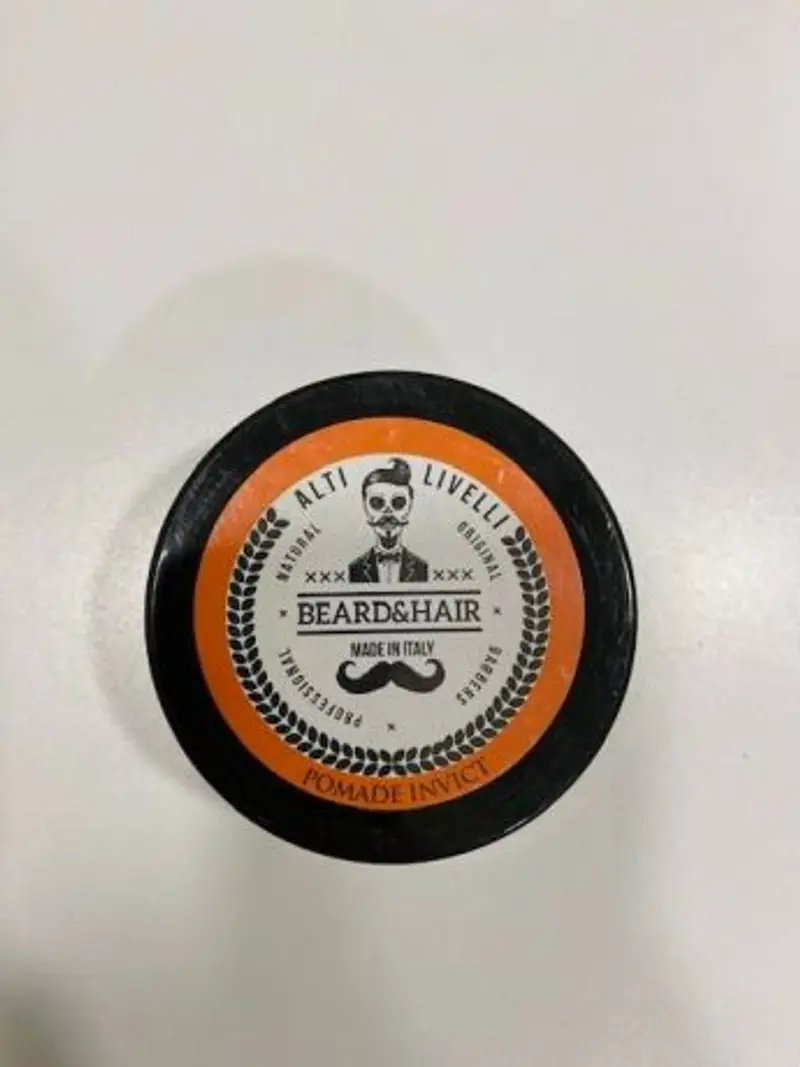 ALTI LIVELLI
NATURAL
ORIGINAL
xxx xxx
x BEARD&HAIR x
MADE IN ITALY
PROFESSIONAL
BARBERS
x
POMADE INVICT